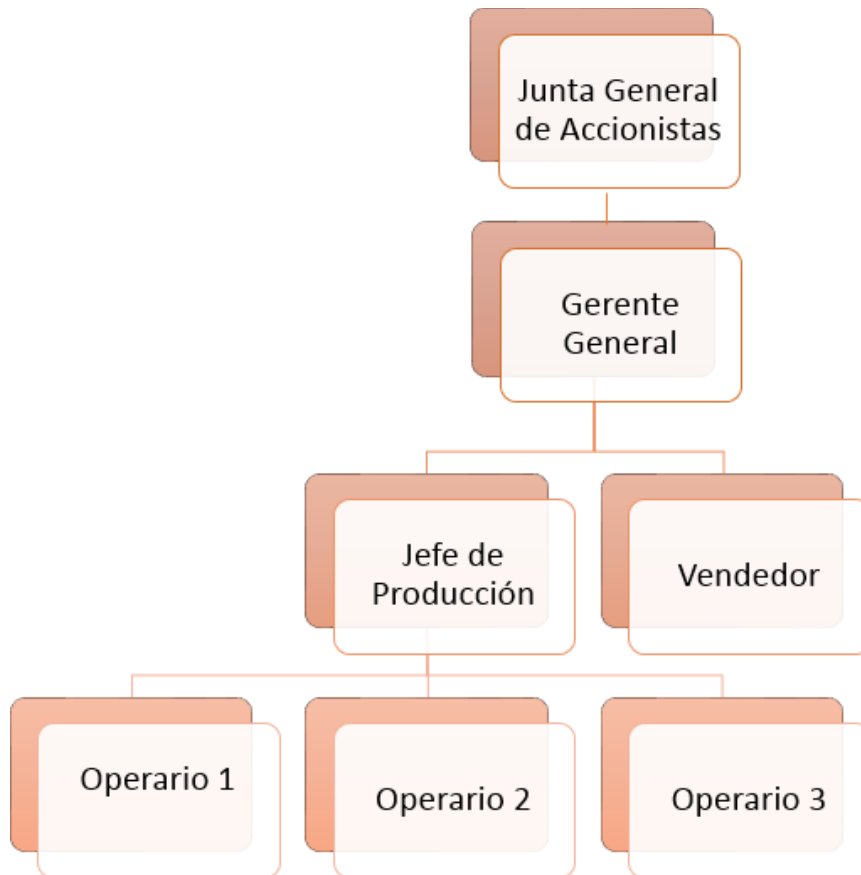 Junta General
de Accionistas
Gerente
General
Jefe de
Producción
Vendedor
Operario 1
Operario 2
Operario 3